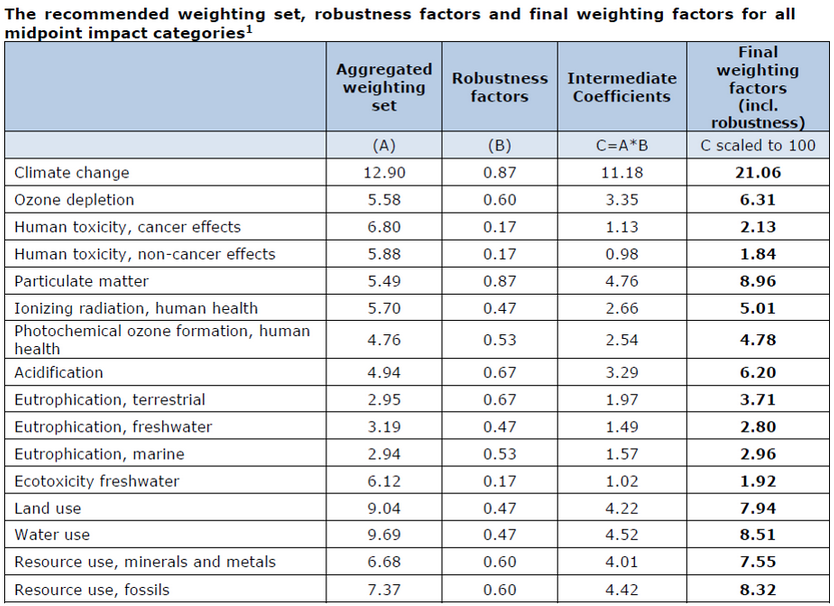 The recommended weighting set, robustness factors and final weighting factors for all
midpoint impact categories1
Aggregated weighting set Robustness factors Intermediate Coefficients Final weighting factors (incl. robustness)
(A) (B) C=A*B C scaled to 100
Climate change 12.90 0.87 11.18 21.06
Ozone depletion 5.58 0.60 3.35 6.31
Human toxicity, cancer effects 6.80 0.17 1.13 2.13
Human toxicity, non-cancer effects 5.88 0.17 0.98 1.84
Particulate matter 5.49 0.87 4.76 8.96
Ionizing radiation, human health 5.70 0.47 2.66 5.01
Photochemical ozone formation, human health 4.76 0.53 2.54 4.78
Acidification 4.94 0.67 3.29 6.20
Eutrophication, terrestrial 2.95 0.67 1.97 3.71
Eutrophication, freshwater 3.19 0.47 1.49 2.80
Eutrophication, marine 2.94 0.53 1.57 2.96
Ecotoxicity freshwater 6.12 0.17 1.02 1.92
Land use 9.04 0.47 4.22 7.94
Water use 9.69 0.47 4.52 8.51
Resource use, minerals and metals 6.68 0.60 4.01 7.55
Resource use, fossils 7.37 0.60 4.42 8.32